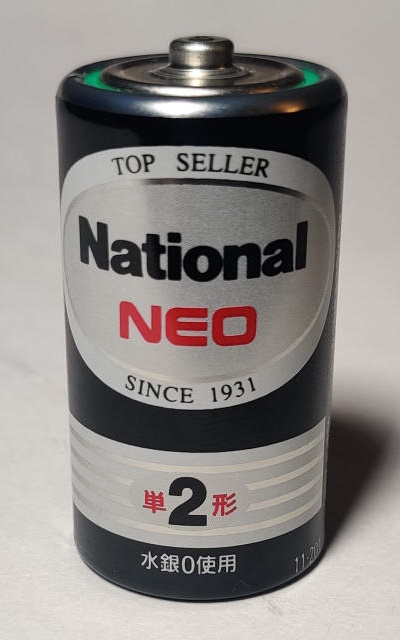 TOP SELLER
National
NEO
SINCE 1931
単2形
水銀0使用